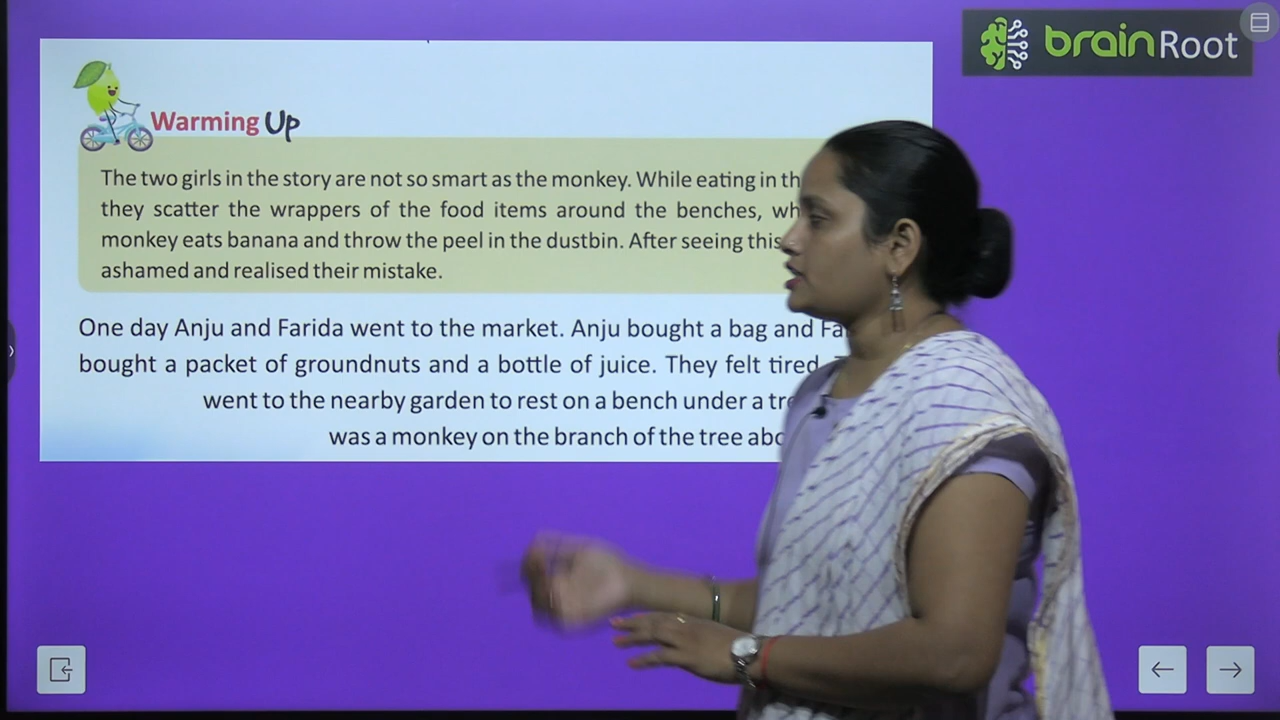 brainRoot
Warming Up
The two girls in the story are not so smart as the monkey. While eating in
they scatter the wrappers of the food items around the benches,
monkey eats banana and throw the peel in the dustbin. After seeing this
ashamed and realised their mistake.
One day Anju and Farida went to the market. Anju bought a bag and
bought a packet of groundnuts and a bottle of juice. They felt tired.
went to the nearby garden to rest on a bench under a
was a monkey on the branch of the tree